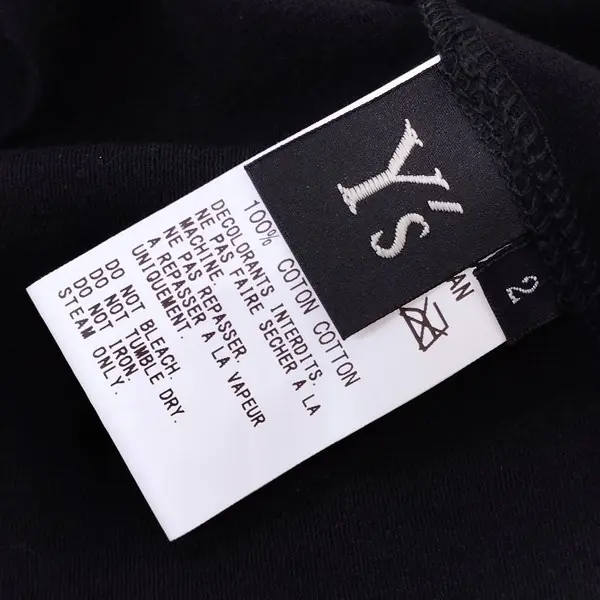 Y's
2
100% COTON COTTON
DECOLORANTS INTERDITS.
NE PAS FAIRE SECHER A LA
MACHINE.
NE PAS REPASSER
A REPASSER A LA VAPEUR
UNIQUEMENT.
DO NOT BLEACH.
DO NOT TUMBLE DRY.
DO NOT IRON.
STEAM ONLY.